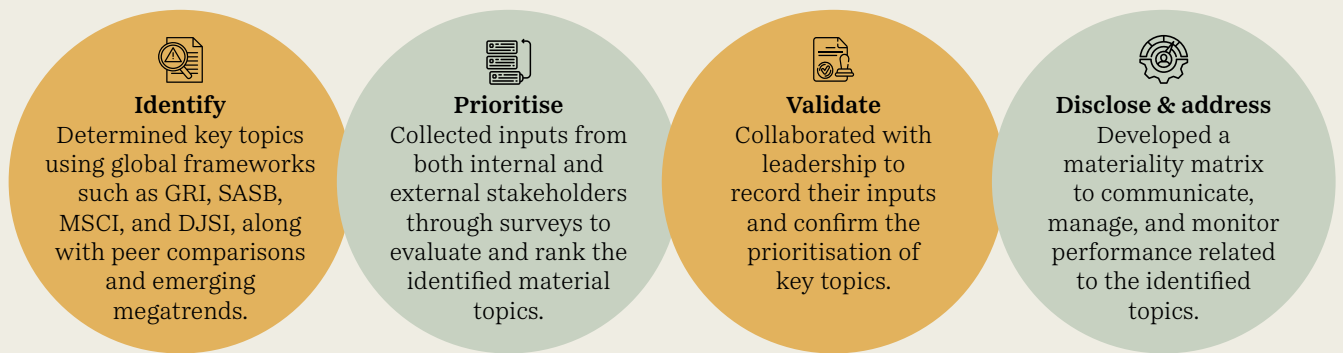 Identify
Determined key topics
using global frameworks
such as GRI, SASB,
MSCI, and DJSI, along
with peer comparisons
and emerging
megatrends.
Prioritise
Collected inputs from
both internal and
external stakeholders
through surveys to
evaluate and rank the
identified material
topics.
Validate
Collaborated with
leadership to
record their inputs
and confirm the
prioritisation of
key topics.
Disclose & address
Developed a
materiality matrix
to communicate,
manage, and monitor
performance related
to the identified
topics.